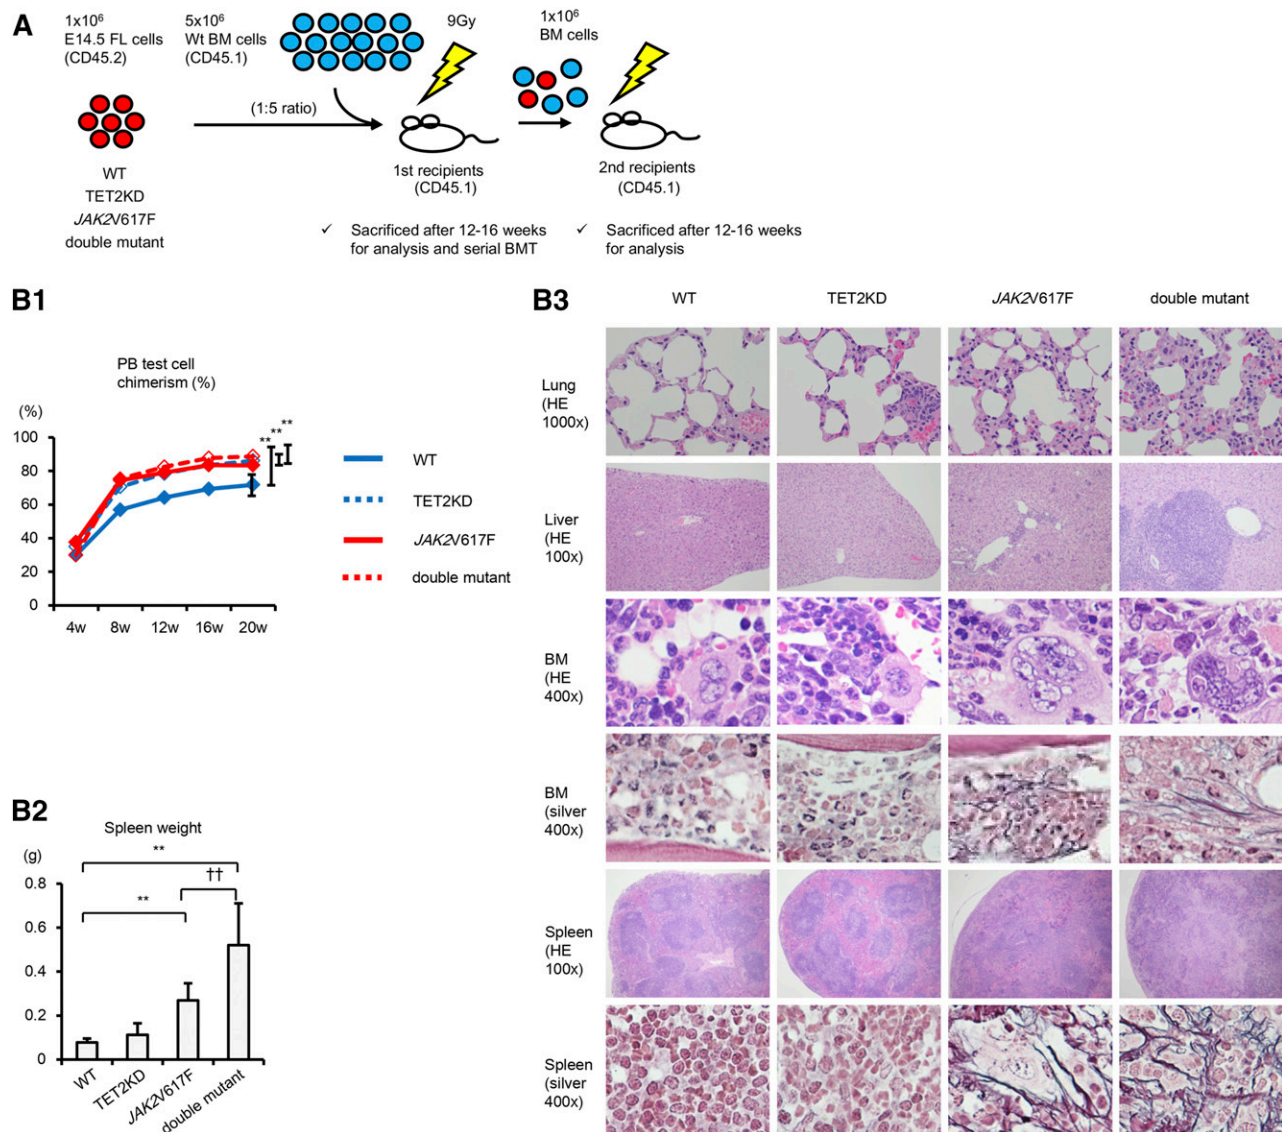 A
1x10⁶
E14.5 FL cells
(CD45.2)
5x10⁶
Wt BM cells
(CD45.1)
9Gy
1x10⁶
BM cells
(1:5 ratio)
WT
TET2KD
JAK2V617F
double mutant
1st recipients
(CD45.1)
2nd recipients
(CD45.1)
✓ Sacrificed after 12-16 weeks
for analysis and serial BMT
✓ Sacrificed after 12-16 weeks
for analysis
B1
PB test cell
chimerism (%)
(%)
100
80
60
40
20
0
4w 8w 12w 16w 20w
** ** **
WT
TET2KD
JAK2V617F
double mutant
B2
Spleen weight
(g)
**
††
**
0.8
0.6
0.4
0.2
0
WT TET2KD JAK2V617F double mutant
B3
WT TET2KD JAK2V617F double mutant
Lung
(HE
1000x)
Liver
(HE
100x)
BM
(HE
400x)
BM
(silver
400x)
Spleen
(HE
100x)
Spleen
(silver
400x)